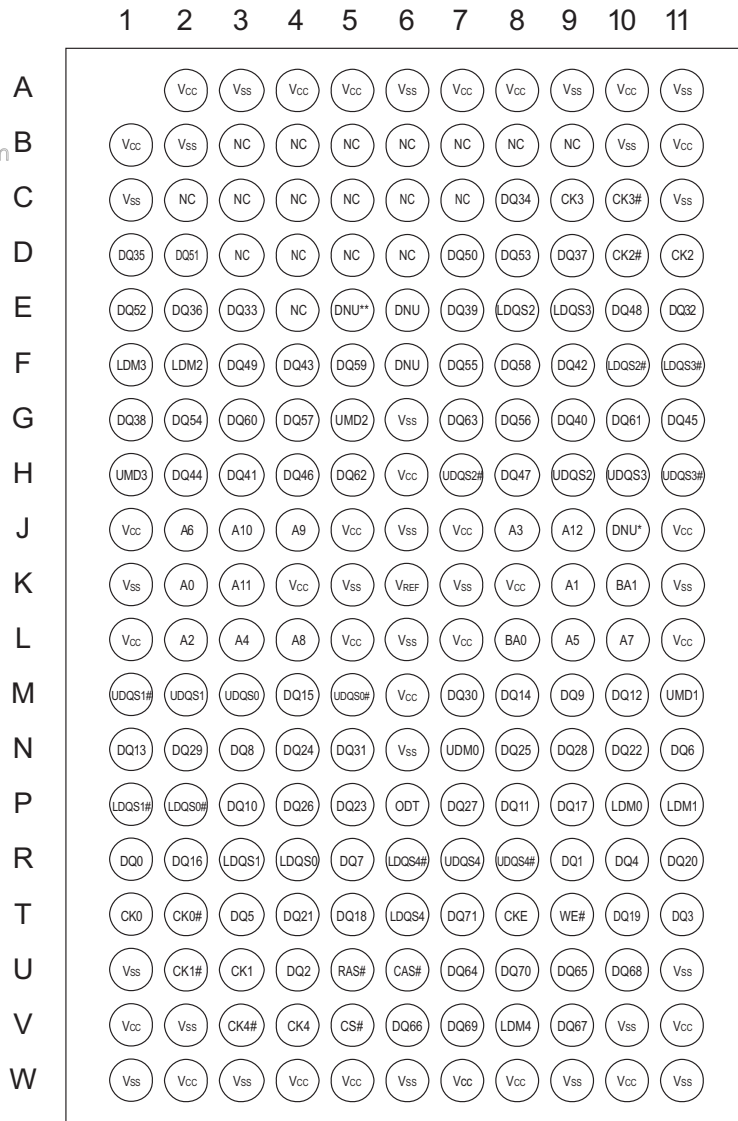 1 2 3 4 5 6 7 8 9 10 11
A Vcc Vss Vcc Vcc Vss Vcc Vcc Vss Vcc Vss
B Vcc Vss NC NC NC NC NC NC NC Vss Vcc
C Vss NC NC NC NC NC NC DQ34 CK3 CK3# Vss
D DQ35 DQ51 NC NC NC NC DQ50 DQ53 DQ37 CK2# CK2
E DQ52 DQ36 DQ33 NC DNU** DNU DQ39 LDQS2 LDQS3 DQ48 DQ32
F LDM3 LDM2 DQ49 DQ43 DQ59 DNU DQ55 DQ58 DQ42 LDQS2# LDQS3#
G DQ38 DQ54 DQ60 DQ57 UMD2 Vss DQ63 DQ56 DQ40 DQ61 DQ45
H UMD3 DQ44 DQ41 DQ46 DQ62 Vcc UDQS2# DQ47 UDQS2 UDQS3 UDQS3#
J Vcc A6 A10 A9 Vcc Vss Vcc A3 A12 DNU* Vcc
K Vss A0 A11 Vcc Vss VREF Vss Vcc A1 BA1 Vss
L Vcc A2 A4 A8 Vcc Vss Vcc BA0 A5 A7 Vcc
M UDQS1# UDQS1 UDQS0 DQ15 UDQS0# Vcc DQ30 DQ14 DQ9 DQ12 UMD1
N DQ13 DQ29 DQ8 DQ24 DQ31 Vss UDM0 DQ25 DQ28 DQ22 DQ6
P LDQS1# LDQS0# DQ10 DQ26 DQ23 ODT DQ27 DQ11 DQ17 LDM0 LDM1
R DQ0 DQ16 LDQS1 LDQS0 DQ7 LDQS4# UDQS4 UDQS4# DQ1 DQ4 DQ20
T CK0 CK0# DQ5 DQ21 DQ18 LDQS4 DQ71 CKE WE# DQ19 DQ3
U Vss CK1# CK1 DQ2 RAS# CAS# DQ64 DQ70 DQ65 DQ68 Vss
V Vcc Vss CK4# CK4 CS# DQ66 DQ69 LDM4 DQ67 Vss Vcc
W Vss Vcc Vss Vcc Vcc Vss Vcc Vcc Vss Vcc Vss